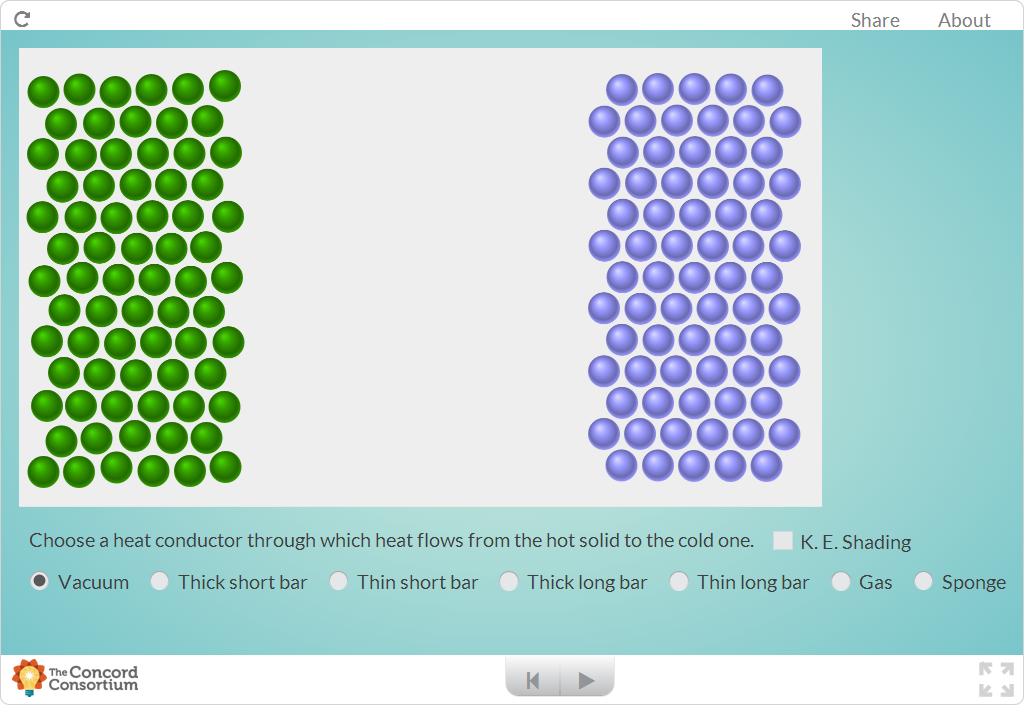 Share About
Choose a heat conductor through which heat flows from the hot solid to the cold one. K. E. Shading
Vacuum Thick short bar Thin short bar Thick long bar Thin long bar Gas Sponge
The Concord
Consortium